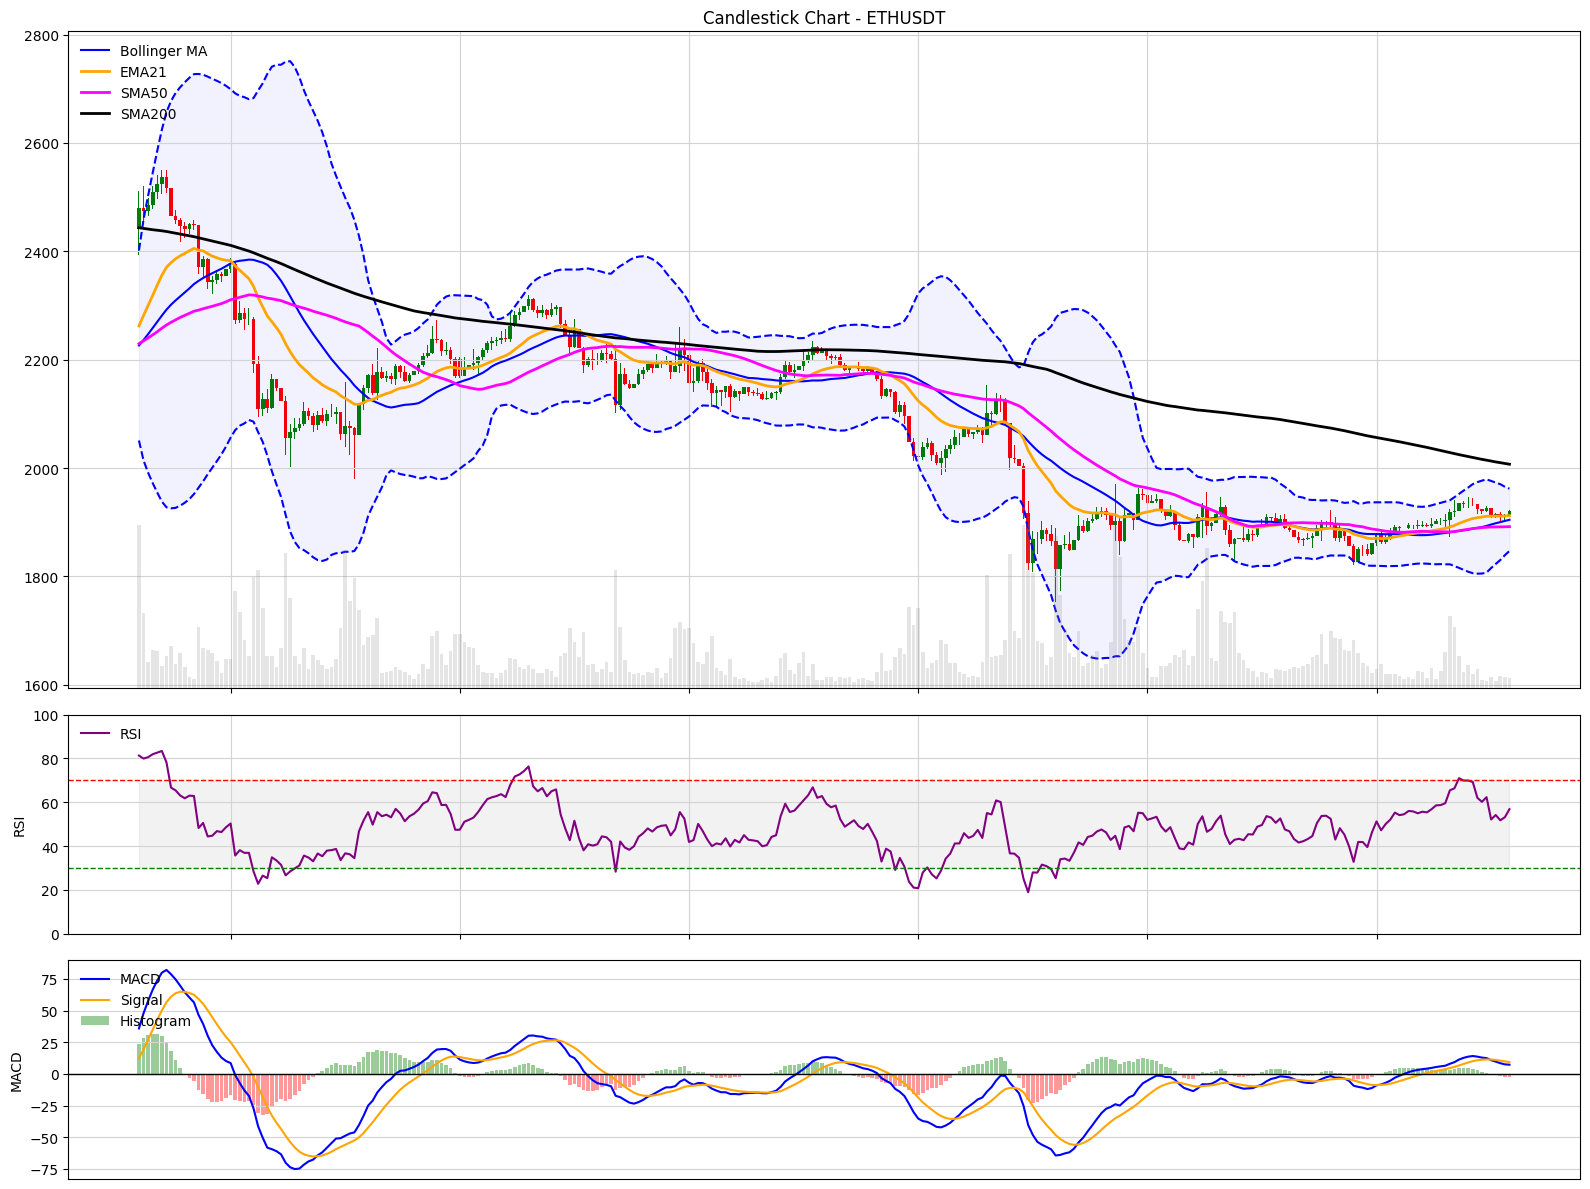 Candlestick Chart - ETHUSDT
2800
2600
2400
2200
2000
1800
1600
Bollinger MA
EMA21
SMA50
SMA200
100
80
60
40
20
0
RSI
RSI
75
50
25
0
−25
−50
−75
MACD
MACD
Signal
Histogram